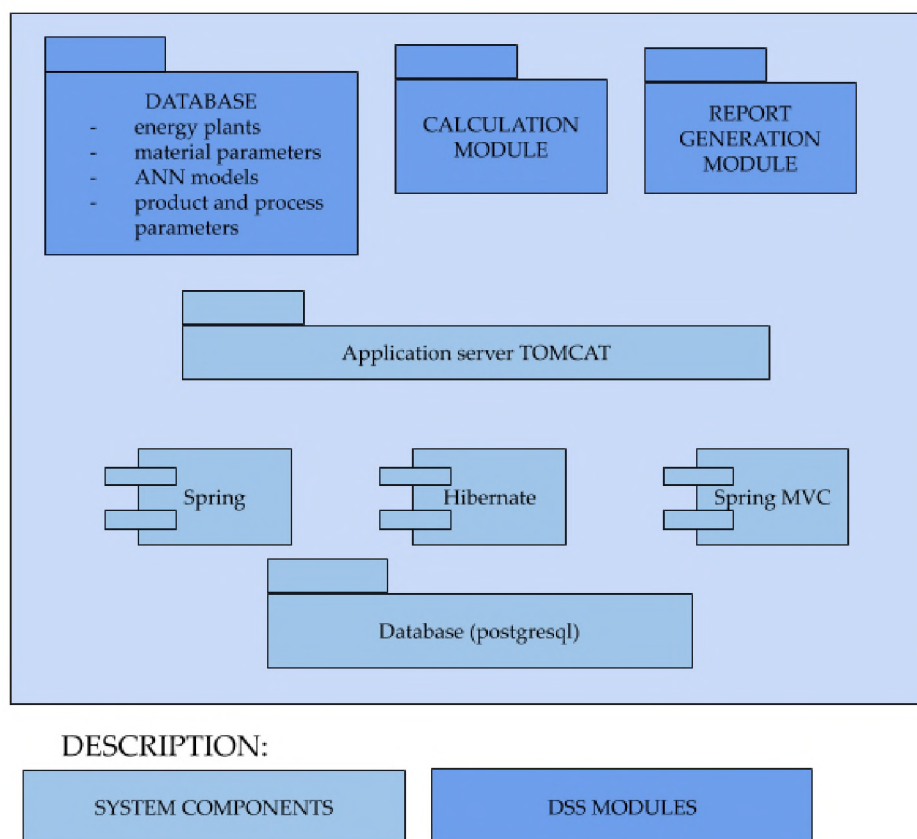 DATABASE
- energy plants
- material parameters
- ANN models
- product and process
parameters
CALCULATION
MODULE
REPORT
GENERATION
MODULE
Application server TOMCAT
Spring
Hibernate
Spring MVC
Database (postgresql)
DESCRIPTION:
SYSTEM COMPONENTS
DSS MODULES